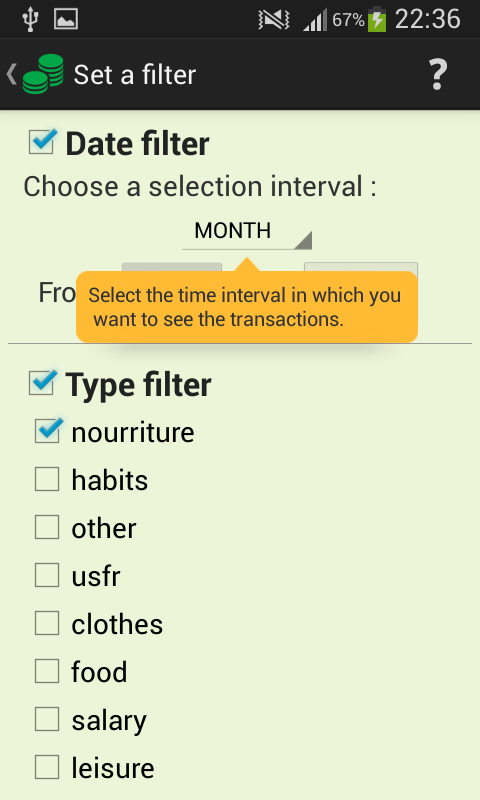 67% 22:36
Set a filter ?
Date filter
Choose a selection interval :
MONTH
Fro
Select the time interval in which you
want to see the transactions.
Type filter
nourriture
habits
other
usfr
clothes
food
salary
leisure